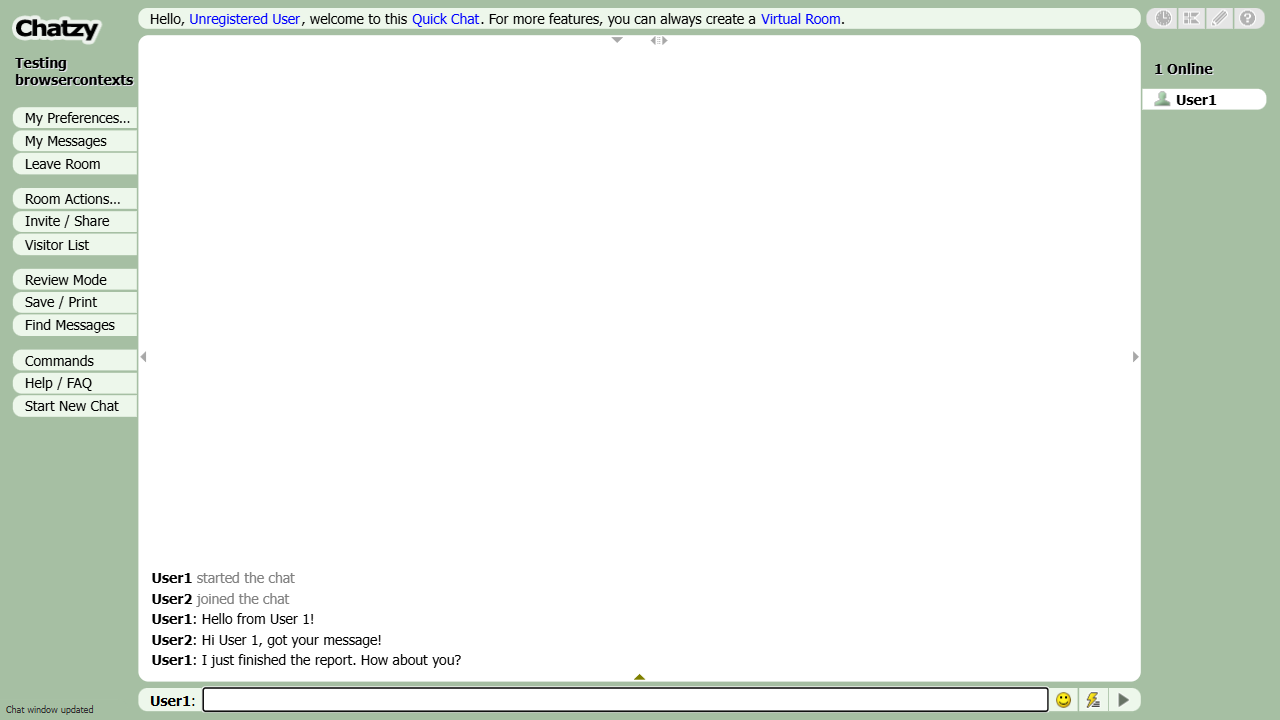 Chatzy
Hello, Unregistered User, welcome to this Quick Chat. For more features, you can always create a Virtual Room.
Testing
browsercontexts
My Preferences...
My Messages
Leave Room
Room Actions...
Invite / Share
Visitor List
Review Mode
Save / Print
Find Messages
Commands
Help / FAQ
Start New Chat
1 Online
User1
User1 started the chat
User2 joined the chat
User1: Hello from User 1!
User2: Hi User 1, got your message!
User1: I just finished the report. How about you?
User1:
Chat window updated